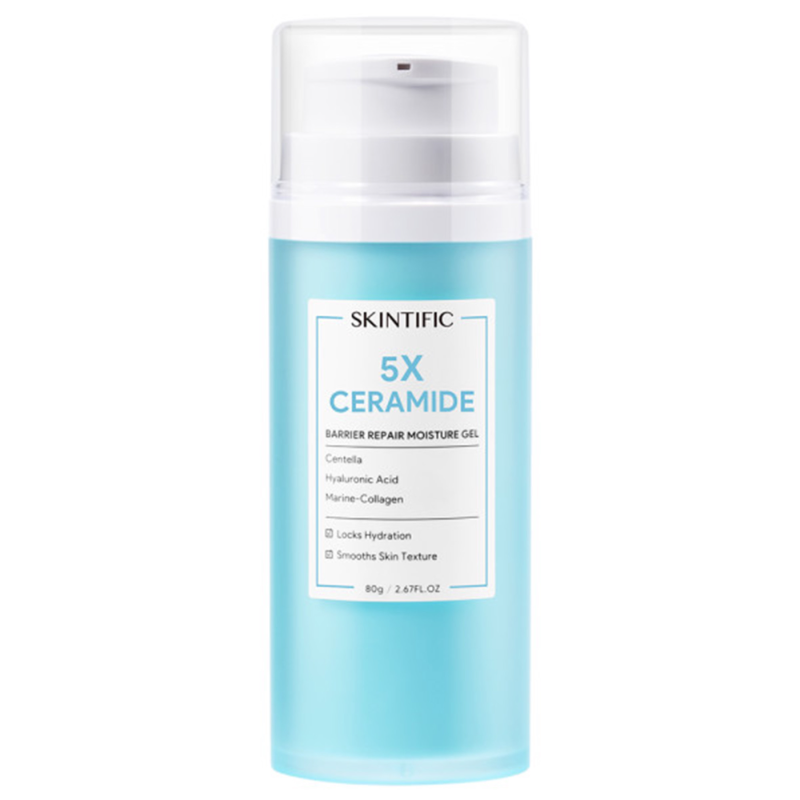 SKINTIFIC
5X
CERAMIDE
BARRIER REPAIR MOISTURE GEL
Centella
Hyaluronic Acid
Marine-Collagen
☑ Locks Hydration
☑ Smooths Skin Texture
80g / 2.67FL.OZ